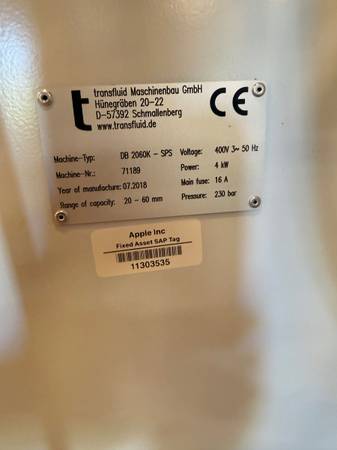 t
transfluid Maschinenbau GmbH
Hünegräben 20-22
D-57392 Schmallenberg
www.transfluid.de
CE
Machine-Typ: DB 2060K - SPS Voltage: 400V 3~ 50 Hz
Machine-Nr.: 71189 Power: 4 kW
Year of manufacture: 07.2018 Main fuse: 16 A
Range of capacity: 20 - 60 mm Pressure: 230 bar
Apple Inc
Fixed Asset SAP Tag
11303535